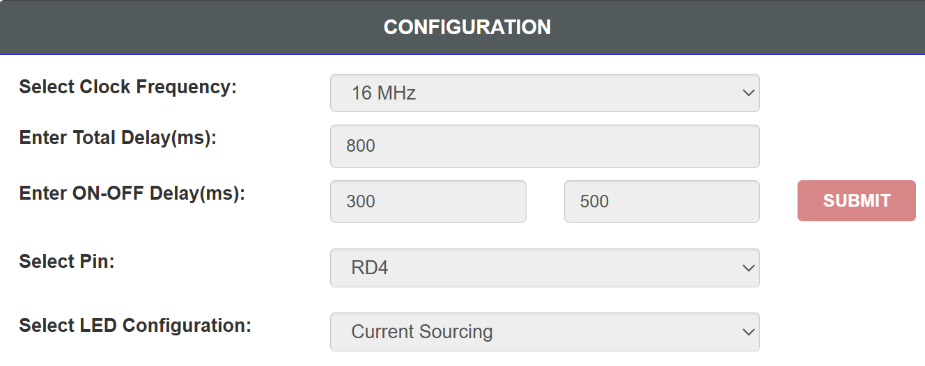 CONFIGURATION
Select Clock Frequency: 16 MHz
Enter Total Delay(ms): 800
Enter ON-OFF Delay(ms): 300 500 SUBMIT
Select Pin: RD4
Select LED Configuration: Current Sourcing